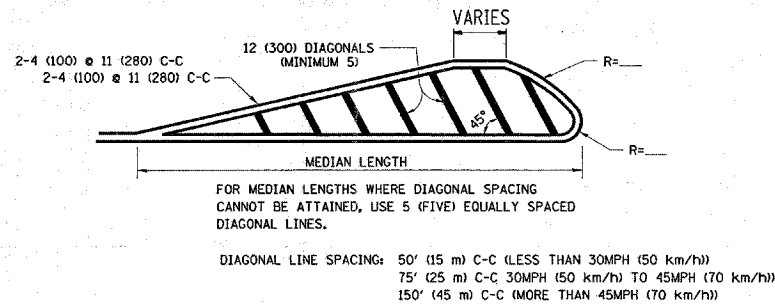 VARIES
12 (300) DIAGONALS
(MINIMUM 5)
2-4 (100) @ 11 (280) C-C
2-4 (100) @ 11 (280) C-C
R=___
45°
R=___
MEDIAN LENGTH
FOR MEDIAN LENGTHS WHERE DIAGONAL SPACING
CANNOT BE ATTAINED, USE 5 (FIVE) EQUALLY SPACED
DIAGONAL LINES.
DIAGONAL LINE SPACING: 50' (15 m) C-C (LESS THAN 30MPH (50 km/h))
75' (25 m) C-C 30MPH (50 km/h) TO 45MPH (70 km/h))
150' (45 m) C-C (MORE THAN 45MPH (70 km/h))